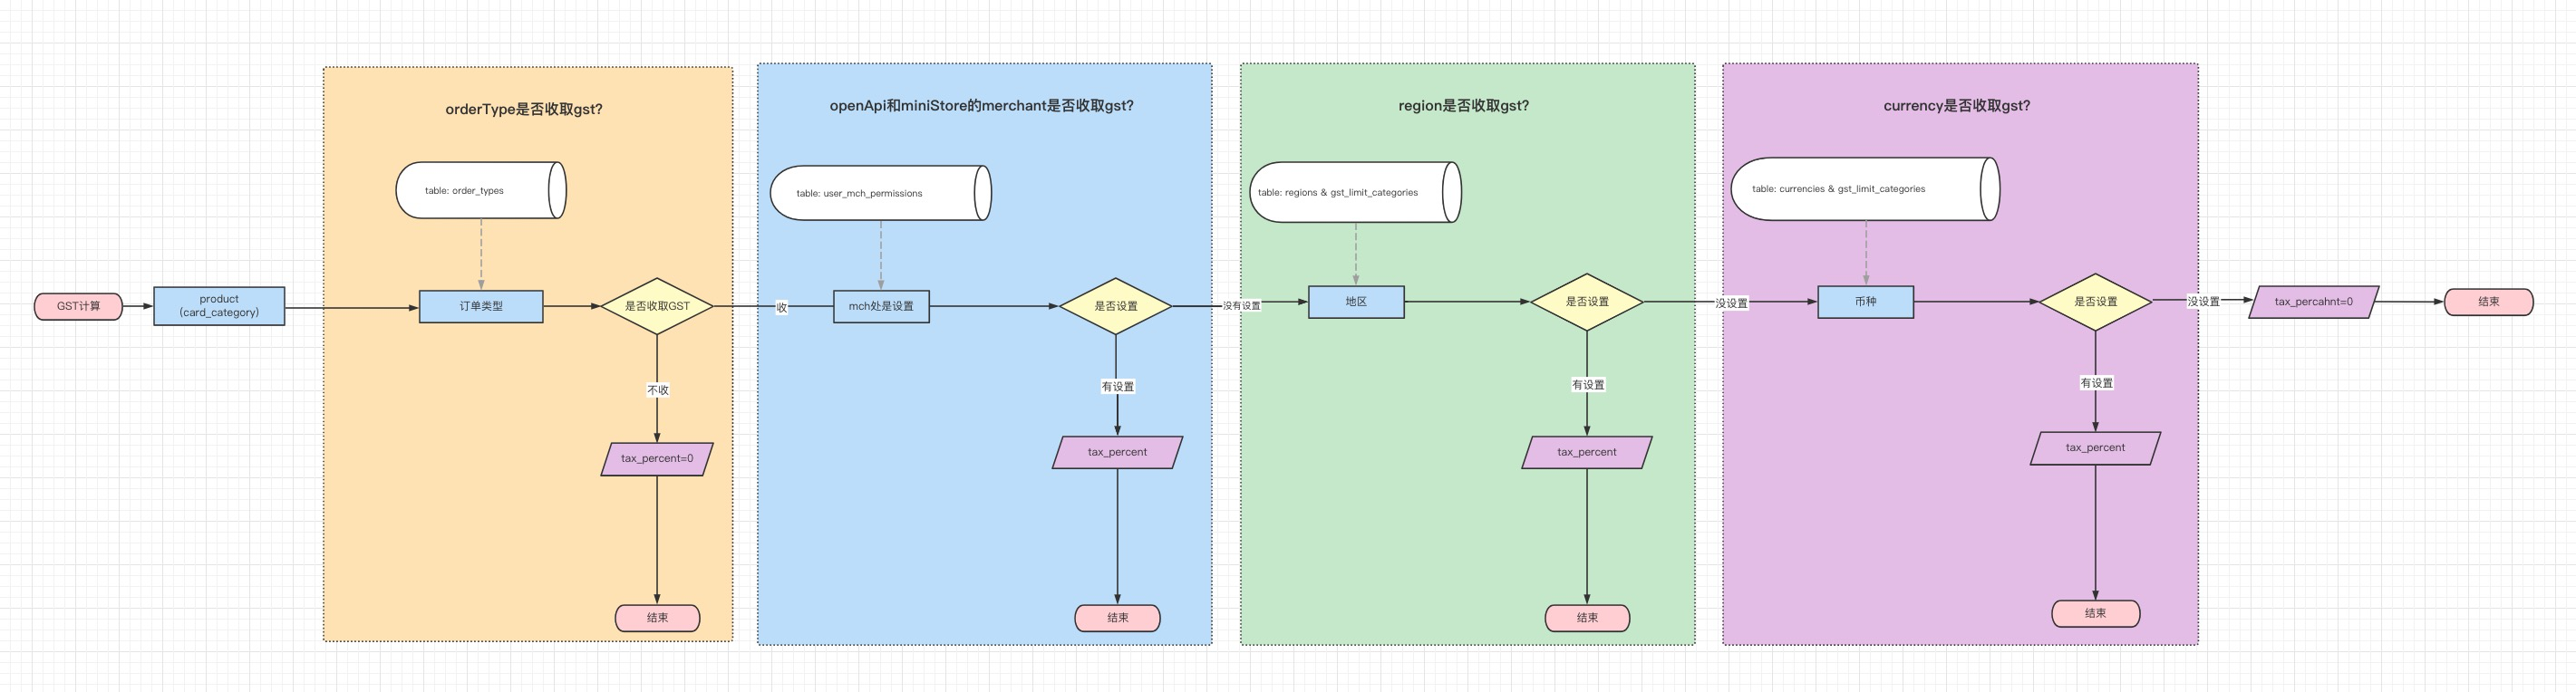 orderType是否收取gst?
openApi和miniStore的merchant是否收取gst?
region是否收取gst?
currency是否收取gst?
table: order_types
table: user_mch_permissions
table: regions & gst_limit_categories
table: currencies & gst_limit_categories
GST计算
product
(card_category)
订单类型
是否收取GST
收
mch处是设置
是否设置
没有设置
地区
是否设置
没设置
币种
是否设置
没设置
tax_percahnt=0
结束
不收
有设置
有设置
有设置
tax_percent=0
tax_percent
tax_percent
tax_percent
结束
结束
结束
结束